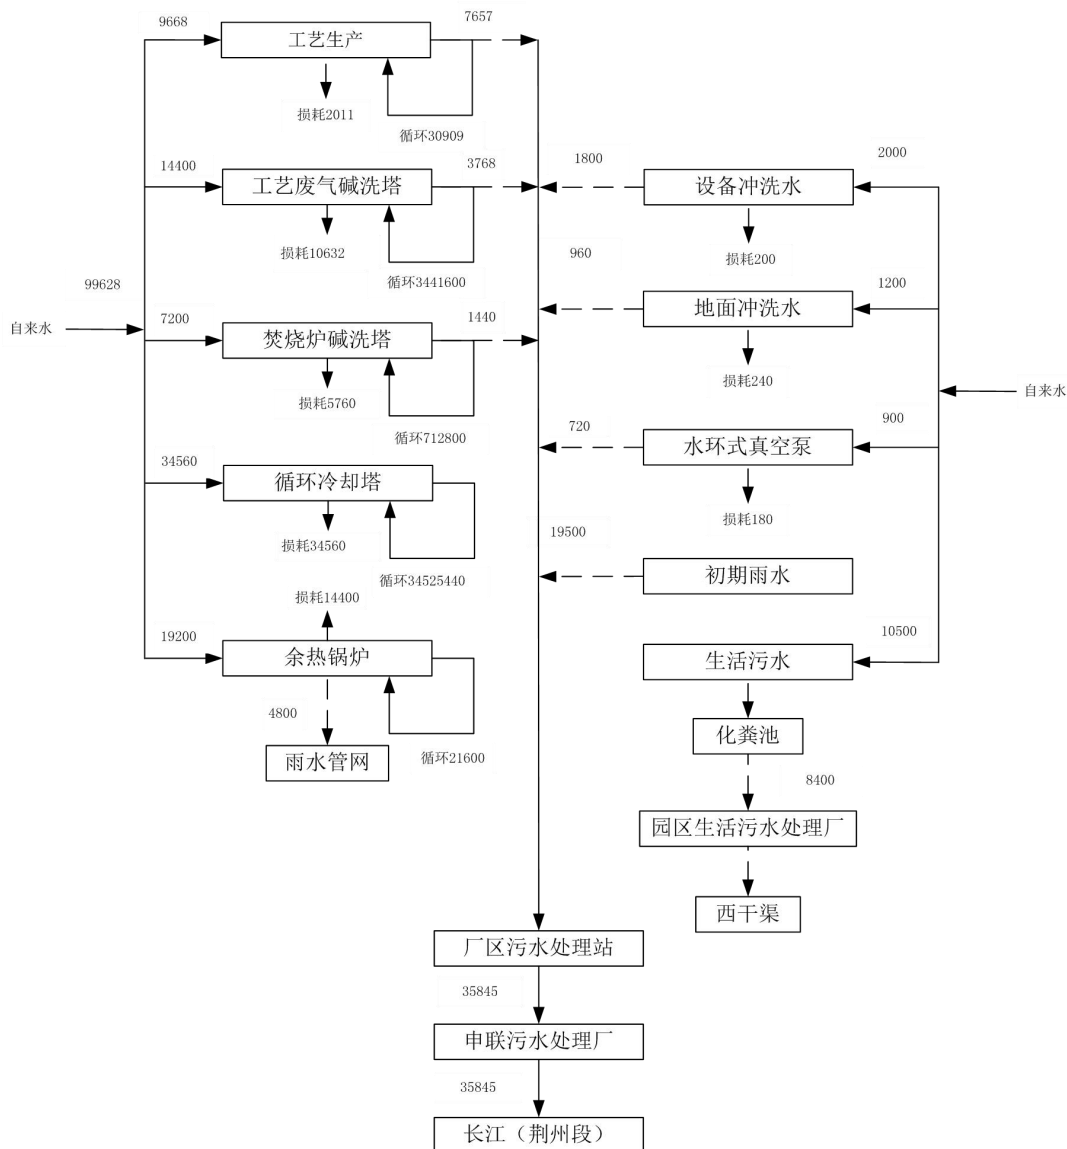 9668
7657
工艺生产
损耗2011
循环30909
14400
3768
1800
2000
工艺废气碱洗塔
设备冲洗水
损耗10632
960
损耗200
99628
循环3441600
1200
自来水
7200
1440
地面冲洗水
焚烧炉碱洗塔
损耗240
自来水
损耗5760
720
900
循环712800
水环式真空泵
34560
循环冷却塔
损耗180
19500
损耗34560
初期雨水
循环34525440
损耗14400
19200
10500
余热锅炉
生活污水
4800
化粪池
雨水管网
循环21600
8400
园区生活污水处理厂
西干渠
厂区污水处理站
35845
申联污水处理厂
35845
长江（荆州段）